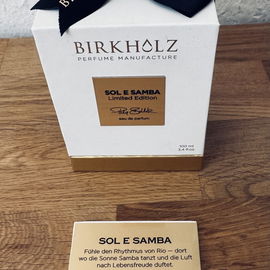 BIRKHOLZ
PERFUME MANUFACTURE
SOL E SAMBA
Limited Edition
eau de parfum
100 ml
3.4 fl.oz.
SOL E SAMBA
Fühle den Rhythmus von Rio — dort
wo die Sonne Samba tanzt und die Luft
nach Lebensfreude duftet.